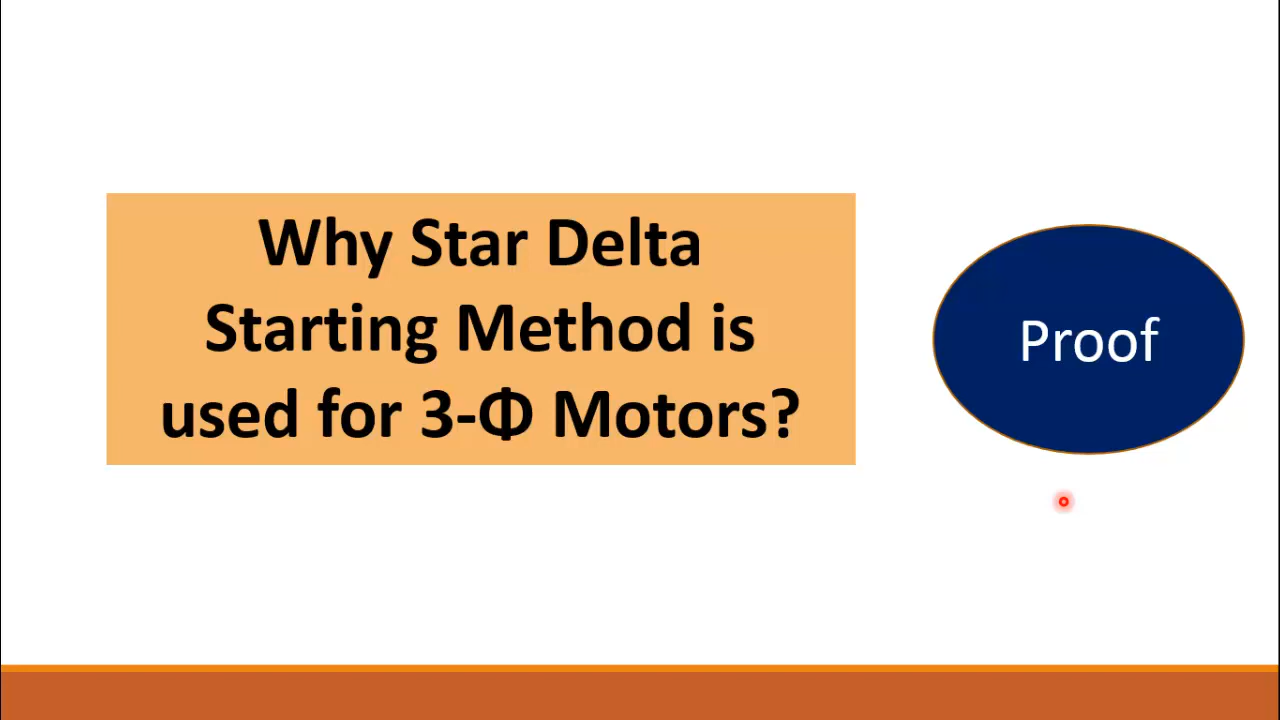 Why Star Delta
Starting Method is
used for 3-Φ Motors?
Proof